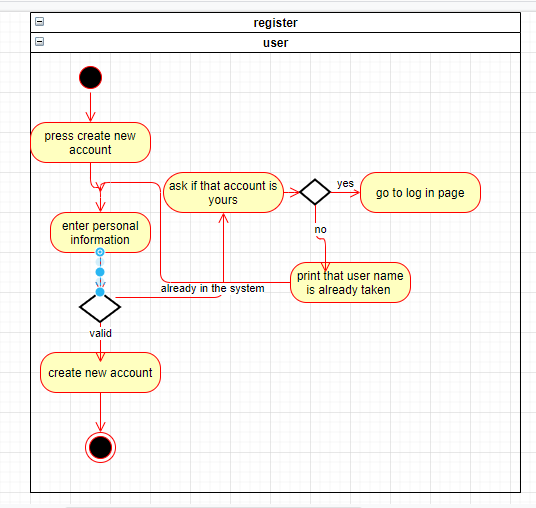 register
user
press create new
account
ask if that account is
yours
yes
go to log in page
enter personal
information
no
print that user name
is already taken
already in the system
valid
create new account